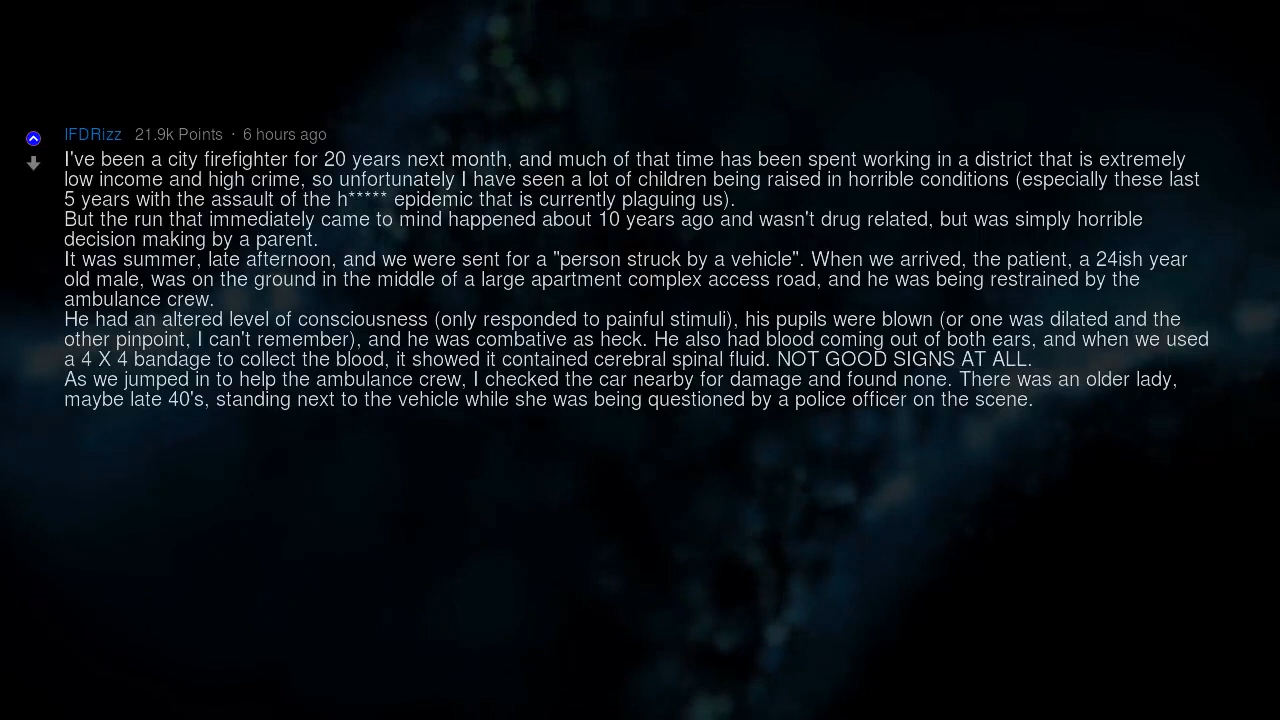 IFDRizz 21.9k Points · 6 hours ago
I've been a city firefighter for 20 years next month, and much of that time has been spent working in a district that is extremely
low income and high crime, so unfortunately I have seen a lot of children being raised in horrible conditions (especially these last
5 years with the assault of the h***** epidemic that is currently plaguing us).
But the run that immediately came to mind happened about 10 years ago and wasn't drug related, but was simply horrible
decision making by a parent.
It was summer, late afternoon, and we were sent for a "person struck by a vehicle". When we arrived, the patient, a 24ish year
old male, was on the ground in the middle of a large apartment complex access road, and he was being restrained by the
ambulance crew.
He had an altered level of consciousness (only responded to painful stimuli), his pupils were blown (or one was dilated and the
other pinpoint, I can't remember), and he was combative as heck. He also had blood coming out of both ears, and when we used
a 4 X 4 bandage to collect the blood, it showed it contained cerebral spinal fluid. NOT GOOD SIGNS AT ALL.
As we jumped in to help the ambulance crew, I checked the car nearby for damage and found none. There was an older lady,
maybe late 40's, standing next to the vehicle while she was being questioned by a police officer on the scene.